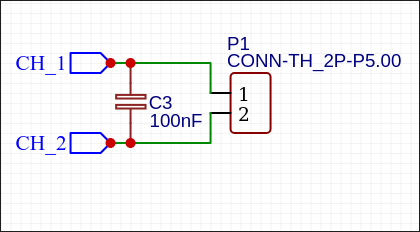 P1
CONN-TH_2P-P5.00
CH_1
1
C3
2
100nF
CH_2